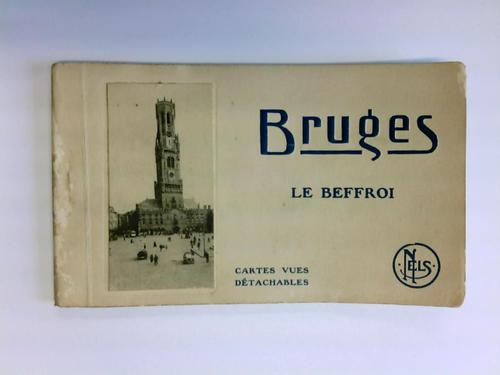 Bruges
LE BEFFROI
CARTES VUES
DÉTACHABLES
NELS